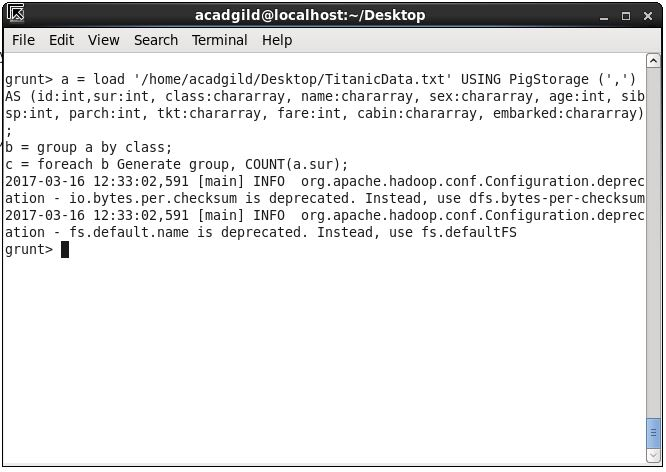 acadgild@localhost:~/Desktop
File Edit View Search Terminal Help
grunt> a = load '/home/acadgild/Desktop/TitanicData.txt' USING PigStorage (',')
AS (id:int,sur:int, class:chararray, name:chararray, sex:chararray, age:int, sib
sp:int, parch:int, tkt:chararray, fare:int, cabin:chararray, embarked:chararray)
;
b = group a by class;
c = foreach b Generate group, COUNT(a.sur);
2017-03-16 12:33:02,591 [main] INFO  org.apache.hadoop.conf.Configuration.deprec
ation - io.bytes.per.checksum is deprecated. Instead, use dfs.bytes-per-checksum
2017-03-16 12:33:02,591 [main] INFO  org.apache.hadoop.conf.Configuration.deprec
ation - fs.default.name is deprecated. Instead, use fs.defaultFS
grunt>